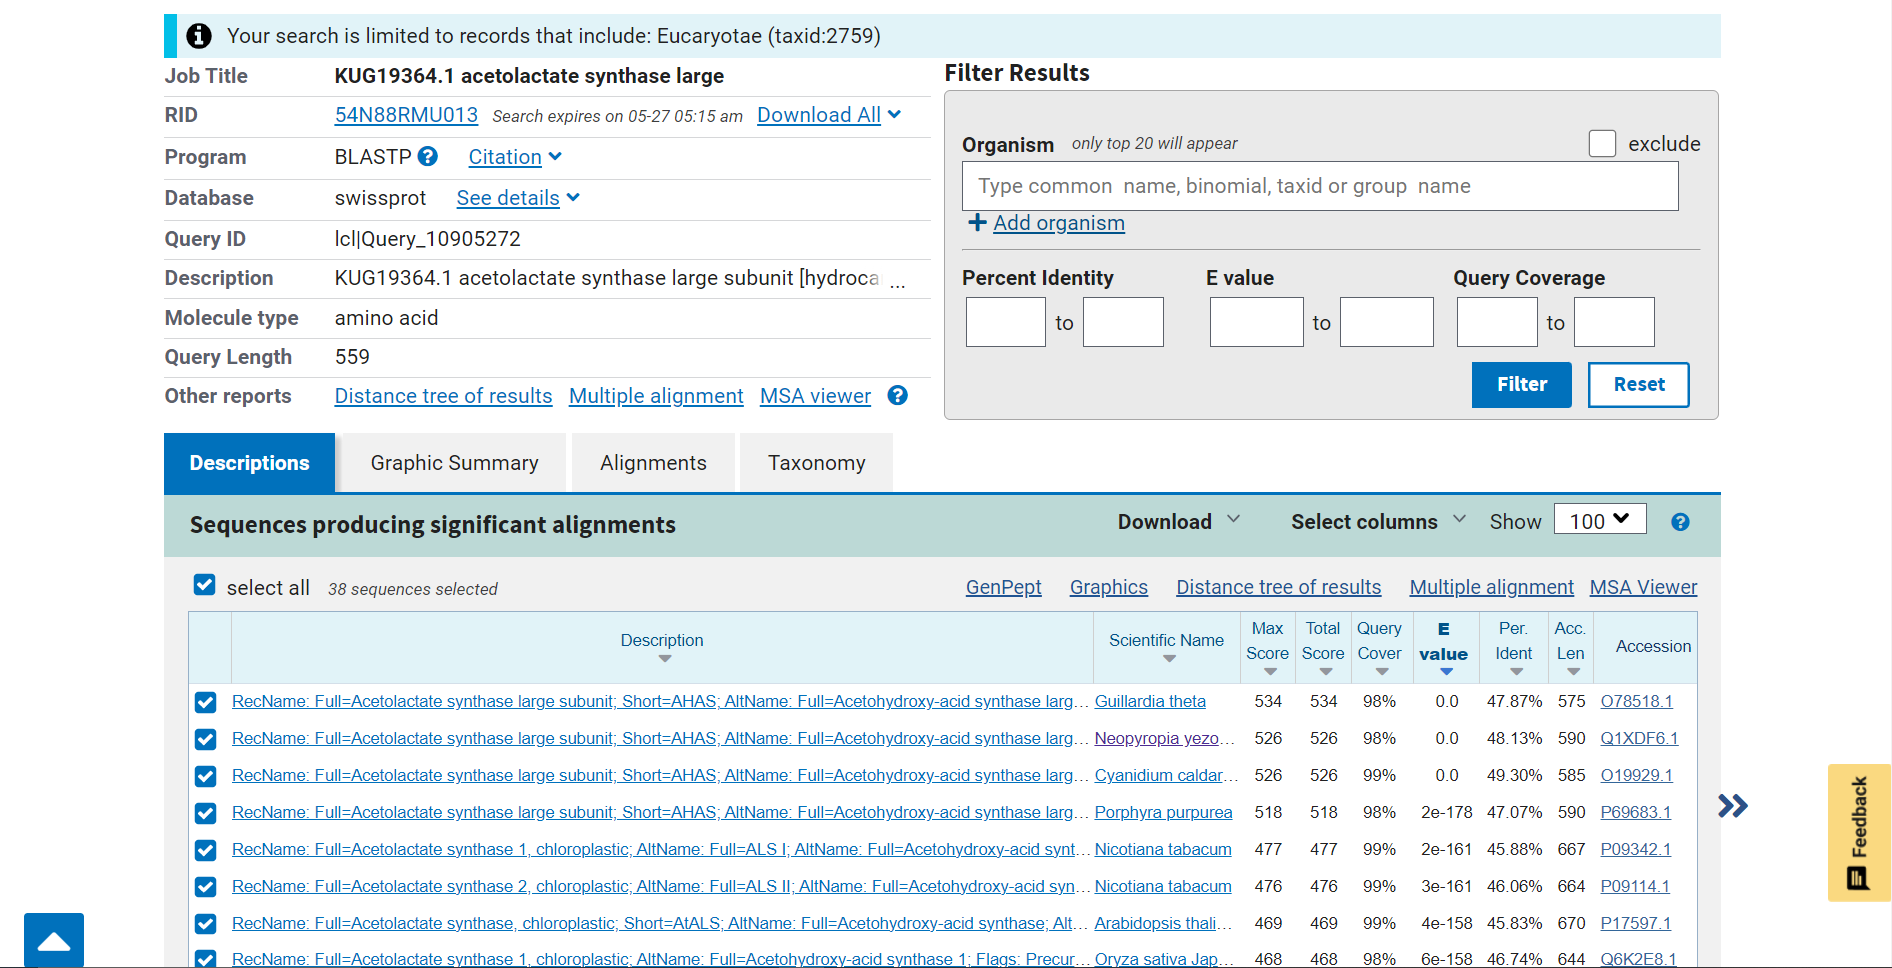 Your search is limited to records that include: Eucaryotae (taxid:2759)
Job Title KUG19364.1 acetolactate synthase large
RID 54N88RMU013 Search expires on 05-27 05:15 am Download All
Program BLASTP Citation
Database swissprot See details
Query ID lcl|Query_10905272
Description KUG19364.1 acetolactate synthase large subunit [hydroca ...
Molecule type amino acid
Query Length 559
Other reports Distance tree of results Multiple alignment MSA viewer
Filter Results
Organism only top 20 will appear exclude
Type common name, binomial, taxid or group name
Add organism
Percent Identity E value Query Coverage
to to to
Filter Reset
Descriptions Graphic Summary Alignments Taxonomy
Sequences producing significant alignments Download Select columns Show 100
select all 38 sequences selected GenPept Graphics Distance tree of results Multiple alignment MSA Viewer
Description Scientific Name Max Score Total Score Query Cover E value Per. Ident Acc. Len Accession
RecName: Full=Acetolactate synthase large subunit; Short=AHAS; AltName: Full=Acetohydroxy-acid synthase larg... Guillardia theta 534 534 98% 0.0 47.87% 575 O78518.1
RecName: Full=Acetolactate synthase large subunit; Short=AHAS; AltName: Full=Acetohydroxy-acid synthase larg... Neopyropia yezo... 526 526 98% 0.0 48.13% 590 Q1XDF6.1
RecName: Full=Acetolactate synthase large subunit; Short=AHAS; AltName: Full=Acetohydroxy-acid synthase larg... Cyanidium caldar... 526 526 99% 0.0 49.30% 585 O19929.1
RecName: Full=Acetolactate synthase large subunit; Short=AHAS; AltName: Full=Acetohydroxy-acid synthase larg... Porphyra purpurea 518 518 98% 2e-178 47.07% 590 P69683.1
RecName: Full=Acetolactate synthase 1, chloroplastic; AltName: Full=ALS I; AltName: Full=Acetohydroxy-acid synt... Nicotiana tabacum 477 477 99% 2e-161 45.88% 667 P09342.1
RecName: Full=Acetolactate synthase 2, chloroplastic; AltName: Full=ALS II; AltName: Full=Acetohydroxy-acid syn... Nicotiana tabacum 476 476 99% 3e-161 46.06% 664 P09114.1
RecName: Full=Acetolactate synthase, chloroplastic; Short=AtALS; AltName: Full=Acetohydroxy-acid synthase; Alt... Arabidopsis thali... 469 469 99% 4e-158 45.83% 670 P17597.1
RecName: Full=Acetolactate synthase 1, chloroplastic; AltName: Full=Acetohydroxy-acid synthase 1; Flags: Precur... Oryza sativa Jap... 468 468 98% 6e-158 46.74% 644 Q6K2E8.1
Feedback